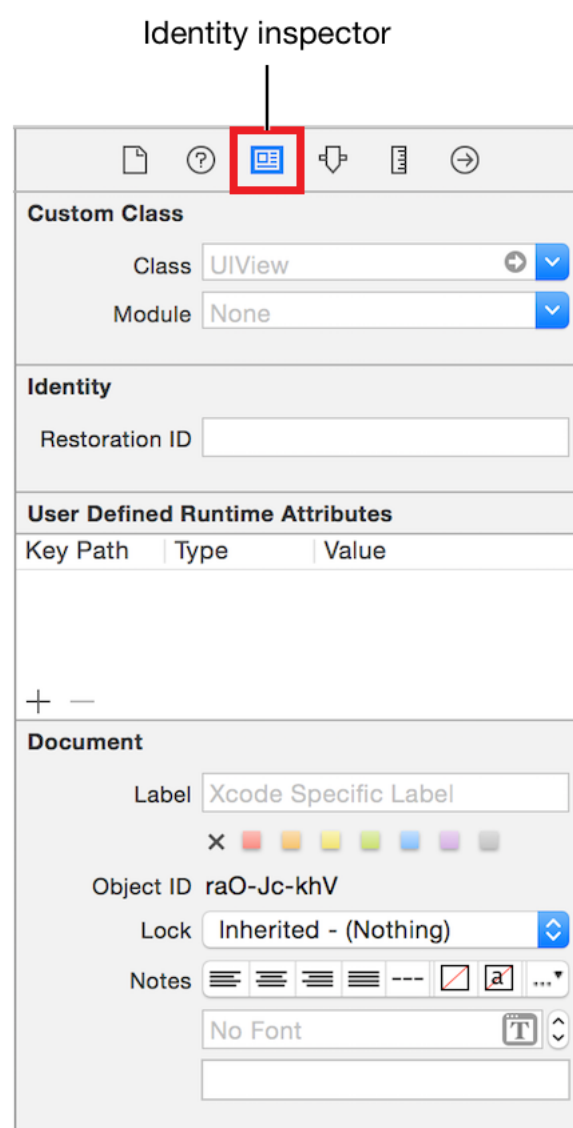 Identity inspector
Custom Class
Class UIView
Module None
Identity
Restoration ID
User Defined Runtime Attributes
Key Path Type Value
Document
Label Xcode Specific Label
Object ID raO-Jc-khV
Lock Inherited - (Nothing)
Notes --- a ...
No Font T